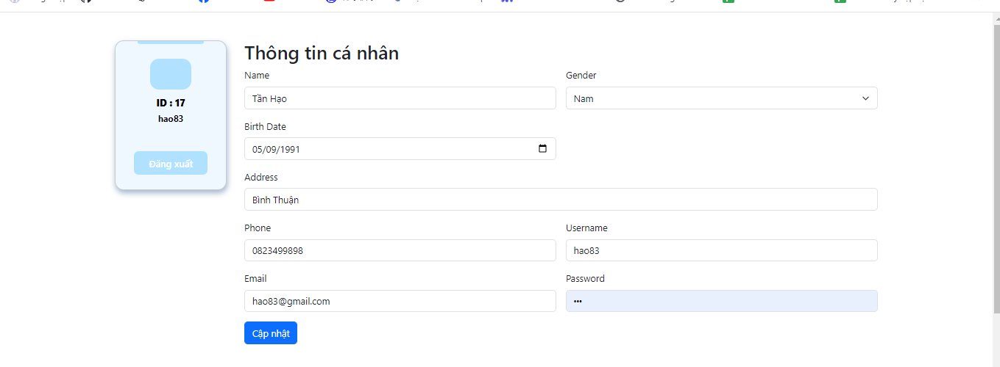 ID : 17
hao83
Đăng xuất
Thông tin cá nhân
Name
Gender
Tần Hạo
Nam
Birth Date
05/09/1991
Address
Bình Thuận
Phone
Username
0823499898
hao83
Email
Password
hao83@gmail.com
•••
Cập nhật